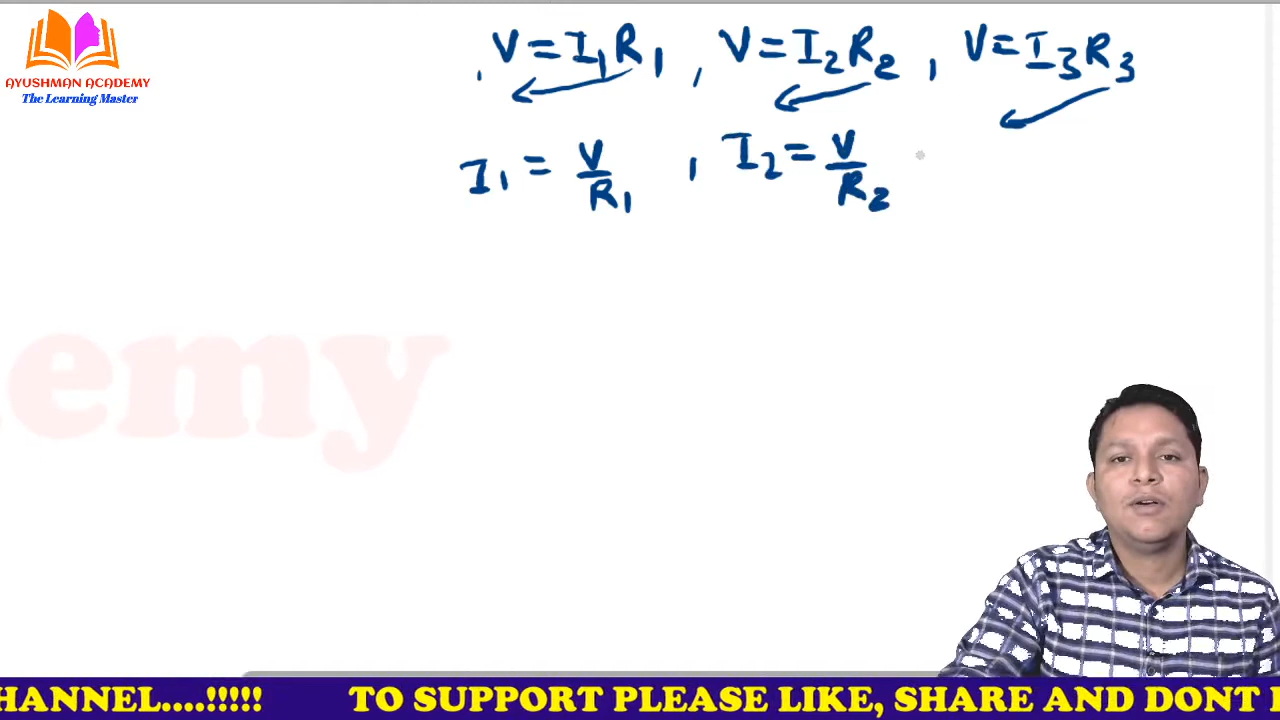 AYUSHMAN ACADEMY
The Learning Master
, V=I₁R₁ , V=I₂R₂ , V=I₃R₃
I₁ = V/R₁ , I₂ = V/R₂
emy
HANNEL....!!!!! TO SUPPORT PLEASE LIKE, SHARE AND DONT